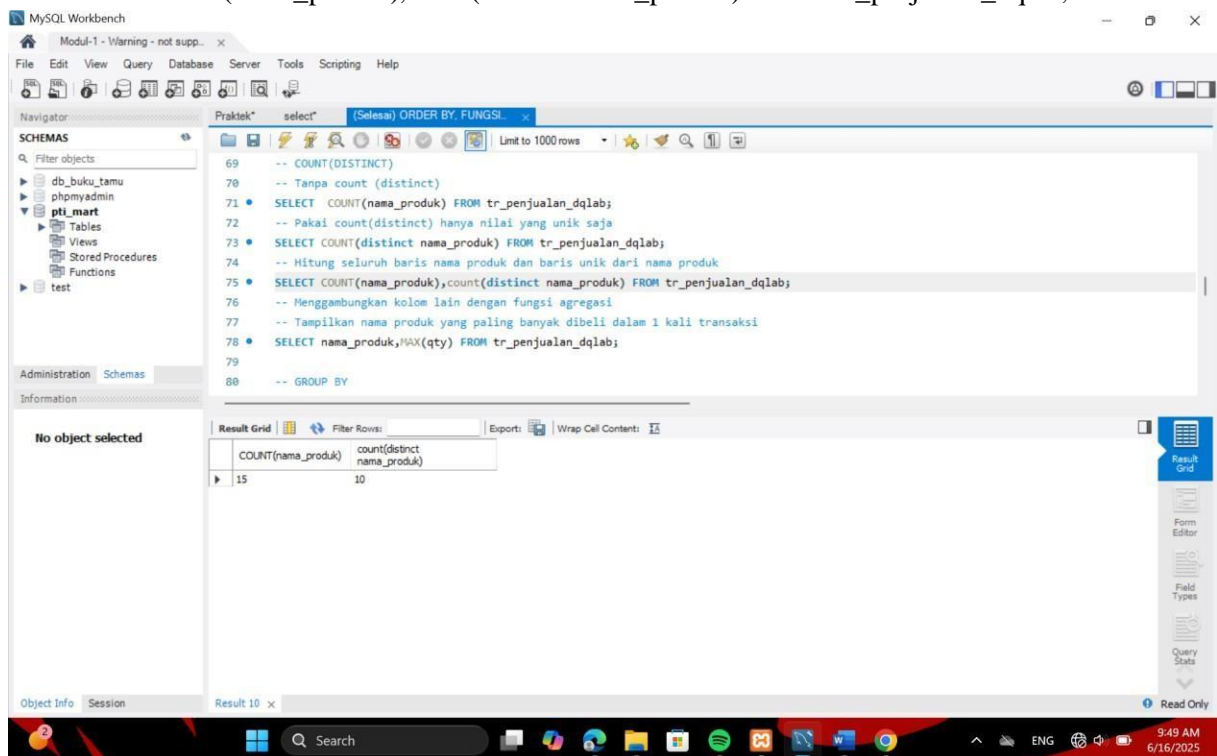 MySQL Workbench
Modul-1 - Warning - not supp...
File Edit View Query Database Server Tools Scripting Help
Navigator
SCHEMAS
Filter objects
db_buku_tamu
phpmyadmin
pti_mart
Tables
Views
Stored Procedures
Functions
test
Administration Schemas
Information
No object selected
Object Info Session
Praktek* select* (Selesai) ORDER BY, FUNGSI...
Limit to 1000 rows
69 -- COUNT(DISTINCT)
70 -- Tanpa count (distinct)
71 SELECT COUNT(nama_produk) FROM tr_penjualan_dqlab;
72 -- Pakai count(distinct) hanya nilai yang unik saja
73 SELECT COUNT(distinct nama_produk) FROM tr_penjualan_dqlab;
74 -- Hitung seluruh baris nama produk dan baris unik dari nama produk
75 SELECT COUNT(nama_produk),count(distinct nama_produk) FROM tr_penjualan_dqlab;
76 -- Menggambungkan kolom lain dengan fungsi agregasi
77 -- Tampilkan nama produk yang paling banyak dibeli dalam 1 kali transaksi
78 SELECT nama_produk,MAX(qty) FROM tr_penjualan_dqlab;
79
80 -- GROUP BY
Result Grid Filter Rows: Export: Wrap Cell Content:
COUNT(nama_produk) count(distinct
nama_produk)
15 10
Result
Grid
Form
Editor
Field
Types
Query
Stats
Result 10
Read Only
2
Search
ENG
9:49 AM
6/16/2025